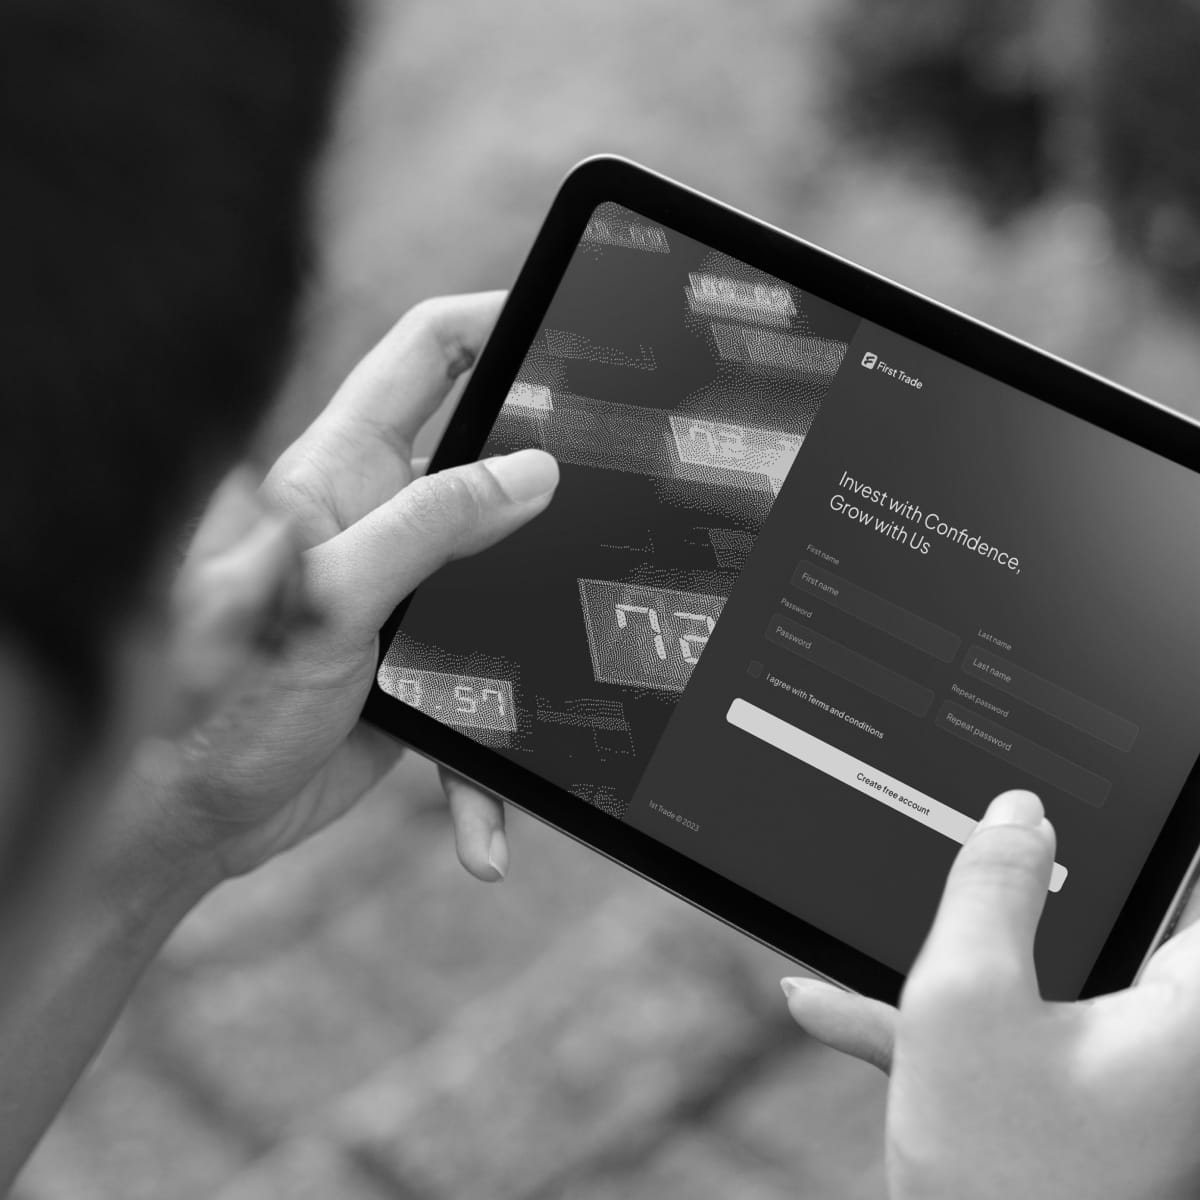 72
0.57
First Trade
Invest with Confidence,
Grow with Us
First name
First name
Last name
Last name
Password
Password
Repeat password
Repeat password
I agree with Terms and conditions
Create free account
1st Trade © 2023